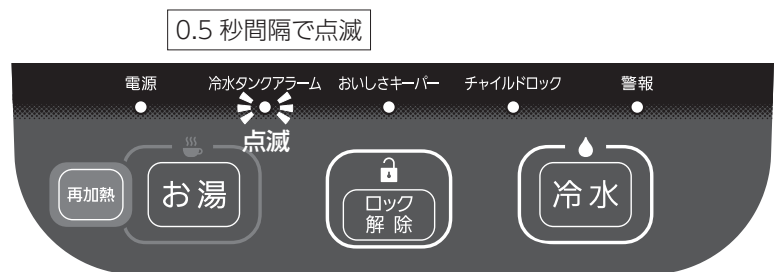 0.5 秒間隔で点滅
電源 冷水タンクアラーム おいしさキーパー チャイルドロック 警報
点滅
再加熱 お湯 ロック 冷水
解除